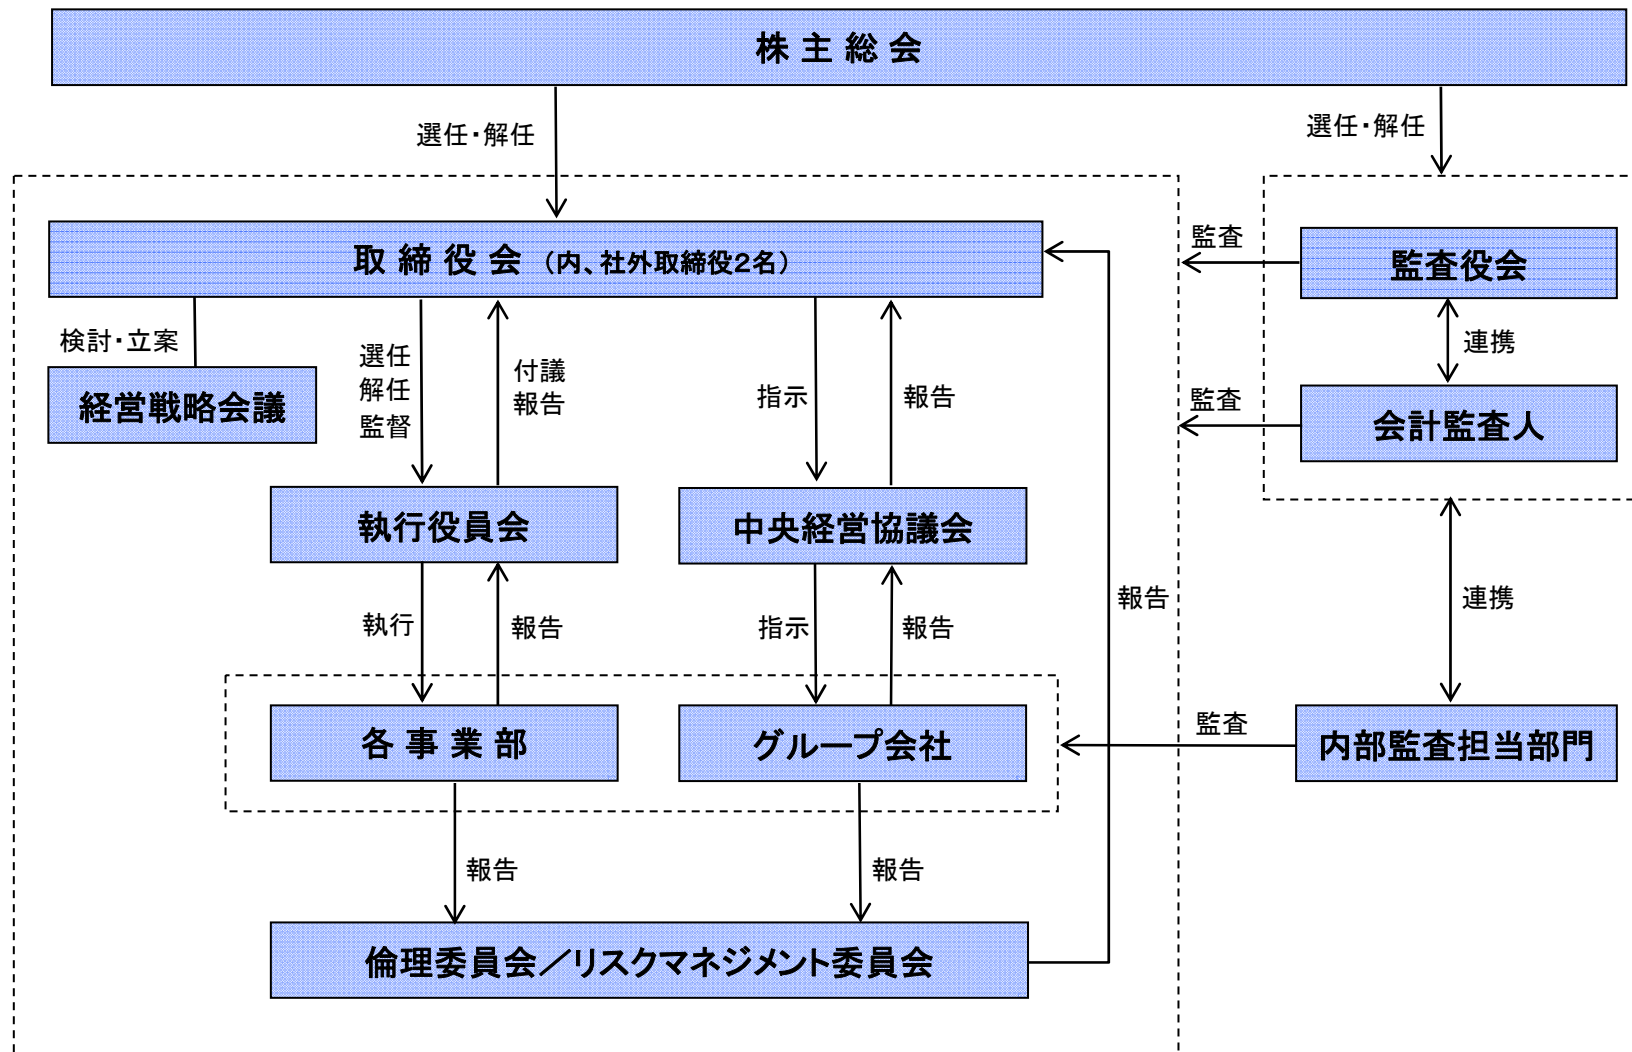 株主総会
選任・解任
選任・解任
取締役会（内、社外取締役2名）
監査
監査役会
検討・立案
選任
解任
監督
付議
報告
指示
報告
連携
経営戦略会議
監査
会計監査人
執行役員会
中央経営協議会
執行
報告
指示
報告
報告
連携
各事業部
グループ会社
監査
内部監査担当部門
報告
報告
倫理委員会／リスクマネジメント委員会